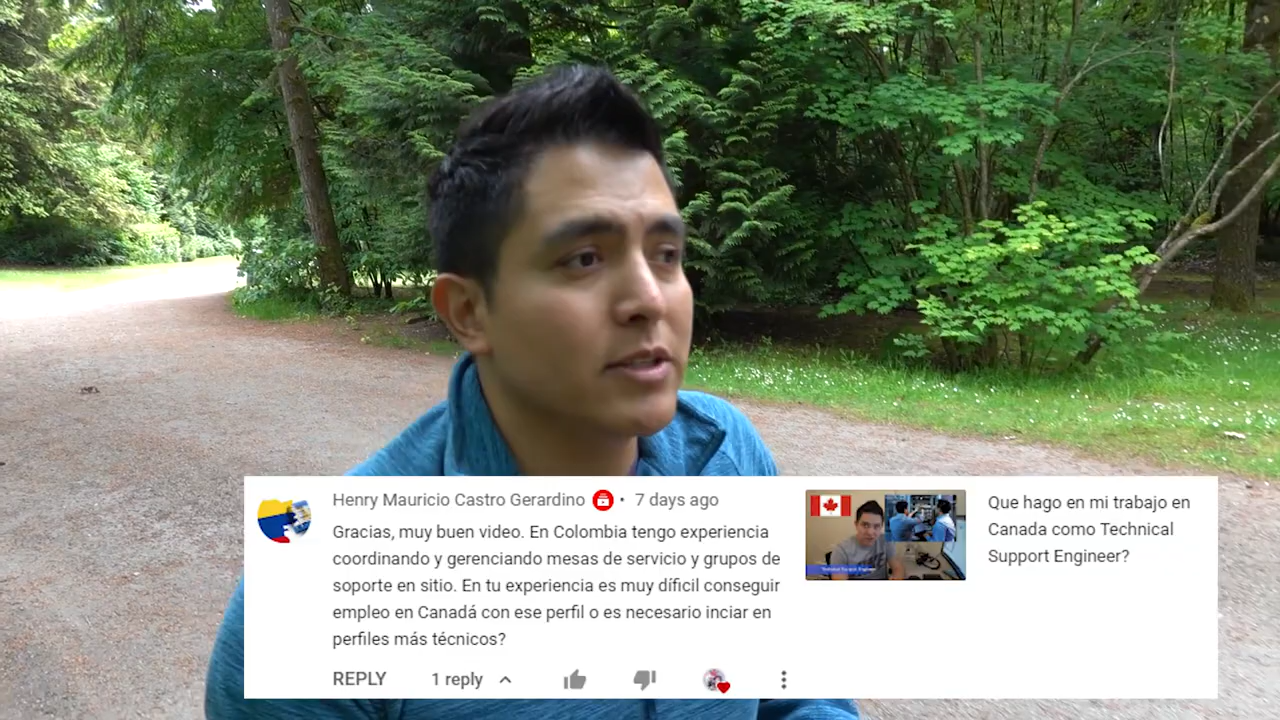 Henry Mauricio Castro Gerardino • 7 days ago
Gracias, muy buen video. En Colombia tengo experiencia
coordinando y gerenciando mesas de servicio y grupos de
soporte en sitio. En tu experiencia es muy díficil conseguir
empleo en Canadá con ese perfil o es necesario inciar en
perfiles más técnicos?
REPLY 1 reply
Que hago en mi trabajo en
Canada como Technical
Support Engineer?